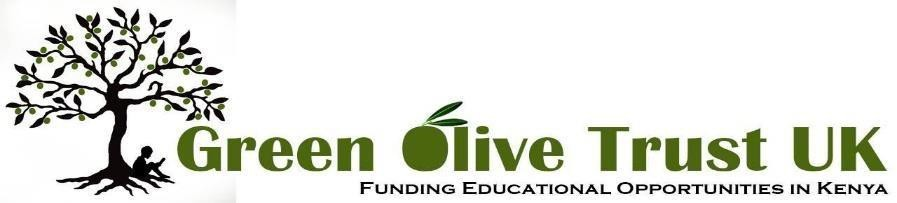 Green Olive Trust UK
Funding Educational Opportunities in Kenya